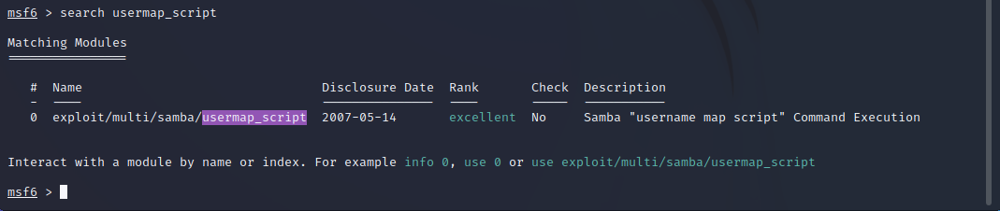 msf6 > search usermap_script
Matching Modules
================
# Name Disclosure Date Rank Check Description
- ---- --------------- ---- ----- -----------
0 exploit/multi/samba/usermap_script 2007-05-14 excellent No Samba "username map script" Command Execution
Interact with a module by name or index. For example info 0, use 0 or use exploit/multi/samba/usermap_script
msf6 >